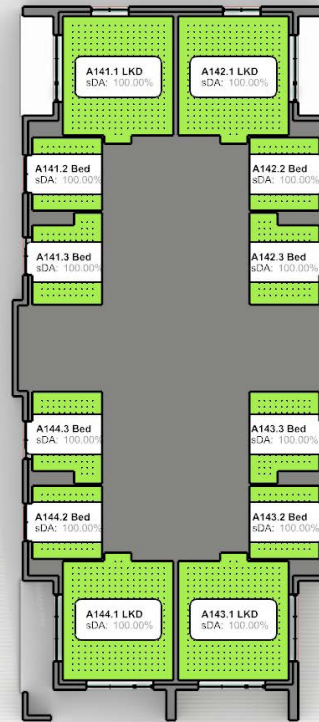 A141.1 LKD
sDA: 100.00%
A142.1 LKD
sDA: 100.00%
A141.2 Bed
sDA: 100.00%
A142.2 Bed
sDA: 100.00%
A141.3 Bed
sDA: 100.00%
A142.3 Bed
sDA: 100.00%
A144.3 Bed
sDA: 100.00%
A143.3 Bed
sDA: 100.00%
A144.2 Bed
sDA: 100.00%
A143.2 Bed
sDA: 100.00%
A144.1 LKD
sDA: 100.00%
A143.1 LKD
sDA: 100.00%